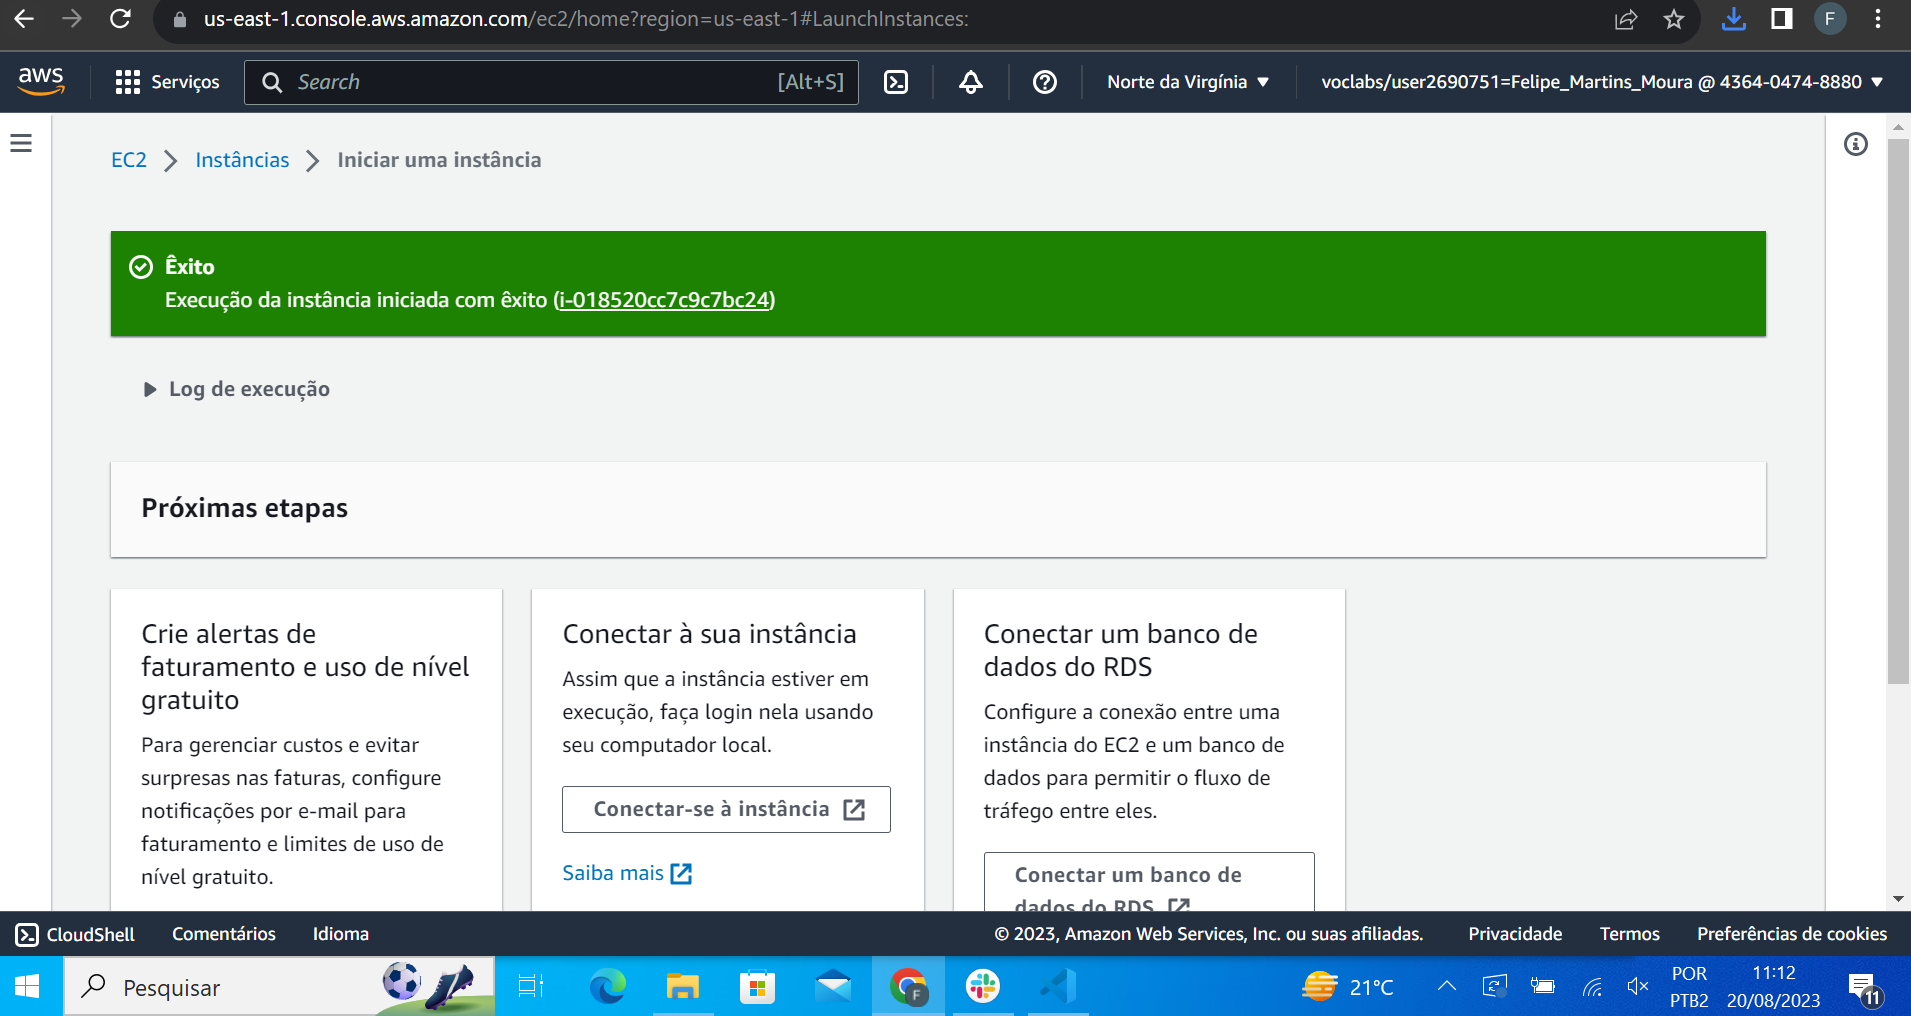 us-east-1.console.aws.amazon.com/ec2/home?region=us-east-1#LaunchInstances:
F
aws
Serviços
Search
[Alt+S]
Norte da Virgínia
voclabs/user2690751=Felipe_Martins_Moura @ 4364-0474-8880
EC2
Instâncias
Iniciar uma instância
Êxito
Execução da instância iniciada com êxito (i-018520cc7c9c7bc24)
Log de execução
Próximas etapas
Crie alertas de
faturamento e uso de nível
gratuito
Para gerenciar custos e evitar
surpresas nas faturas, configure
notificações por e-mail para
faturamento e limites de uso de
nível gratuito.
Conectar à sua instância
Assim que a instância estiver em
execução, faça login nela usando
seu computador local.
Conectar-se à instância
Saiba mais
Conectar um banco de
dados do RDS
Configure a conexão entre uma
instância do EC2 e um banco de
dados para permitir o fluxo de
tráfego entre eles.
Conectar um banco de
dados do RDS
CloudShell
Comentários
Idioma
© 2023, Amazon Web Services, Inc. ou suas afiliadas.
Privacidade
Termos
Preferências de cookies
Pesquisar
F
21°C
POR
PTB2
11:12
20/08/2023
11